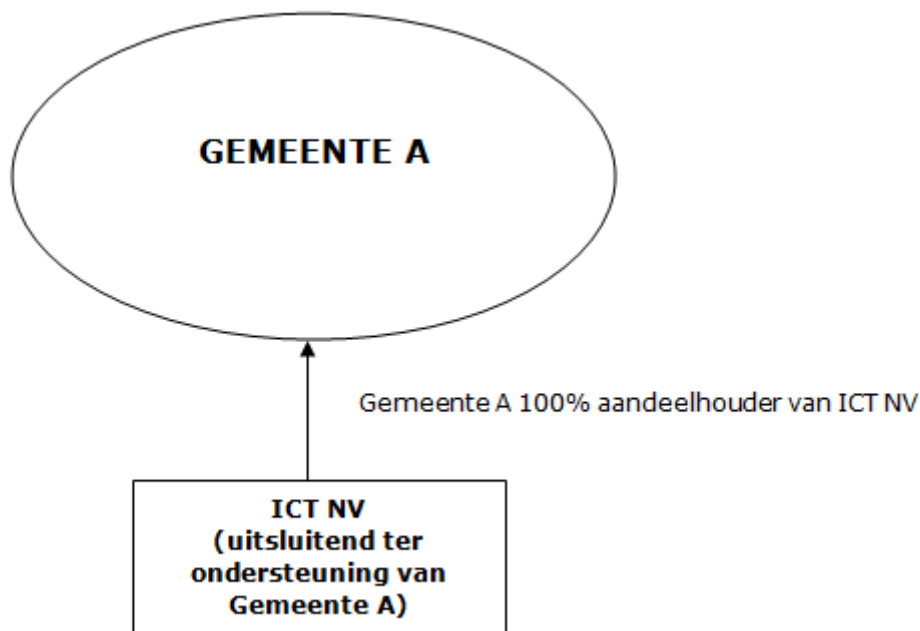 GEMEENTE A
Gemeente A 100% aandeelhouder van ICT NV
ICT NV
(uitsluitend ter
ondersteuning van
Gemeente A)